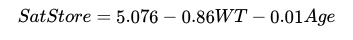 SatStore = 5.076 − 0.86WT − 0.01Age